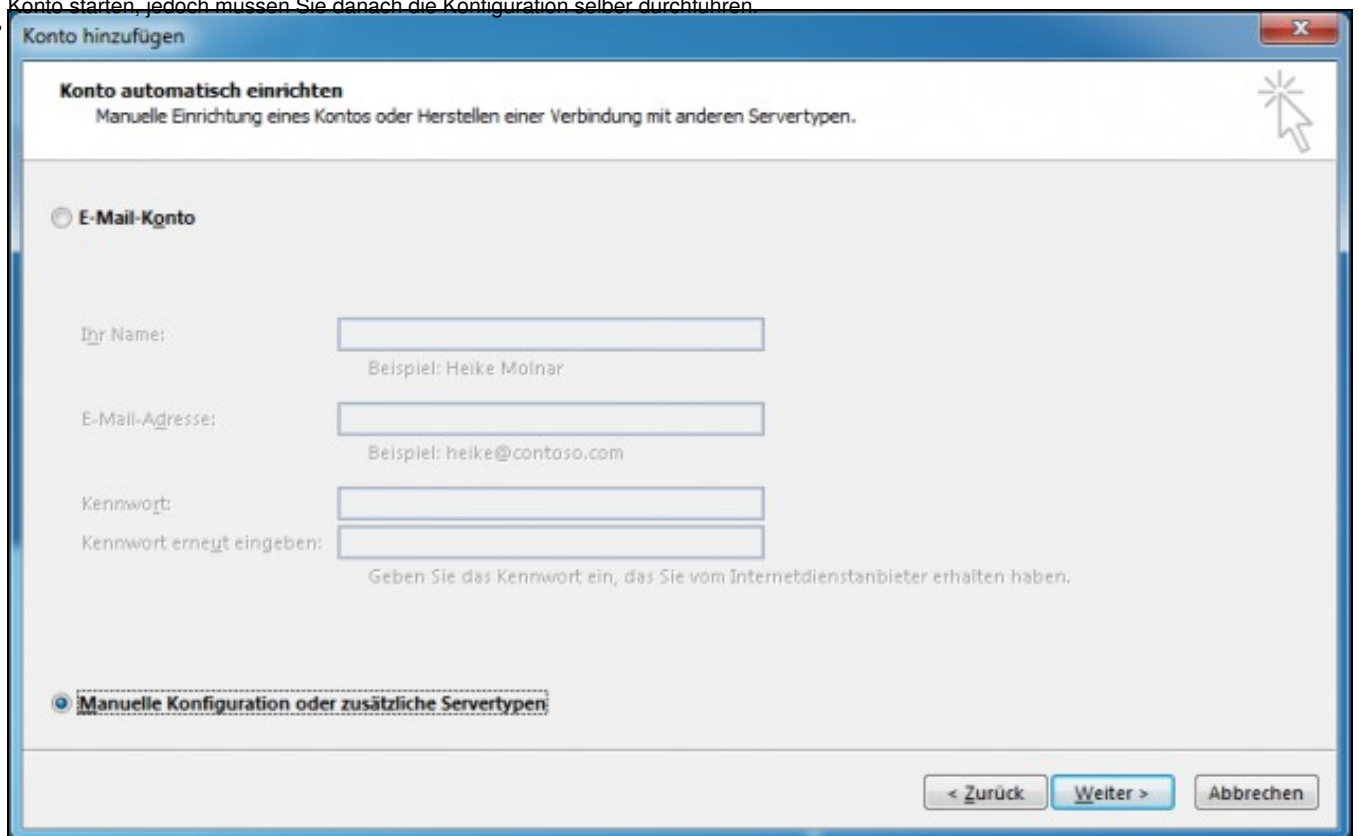 Konto starten, jedoch müssen Sie danach die Konfiguration selber durchführen.
Konto hinzufügen
Konto automatisch einrichten
Manuelle Einrichtung eines Kontos oder Herstellen einer Verbindung mit anderen Servertypen.
E-Mail-Konto
Ihr Name:
Beispiel: Heike Molnar
E-Mail-Adresse:
Beispiel: heike@contoso.com
Kennwort:
Kennwort erneut eingeben:
Geben Sie das Kennwort ein, das Sie vom Internetdienstanbieter erhalten haben.
Manuelle Konfiguration oder zusätzliche Servertypen
< Zurück Weiter > Abbrechen